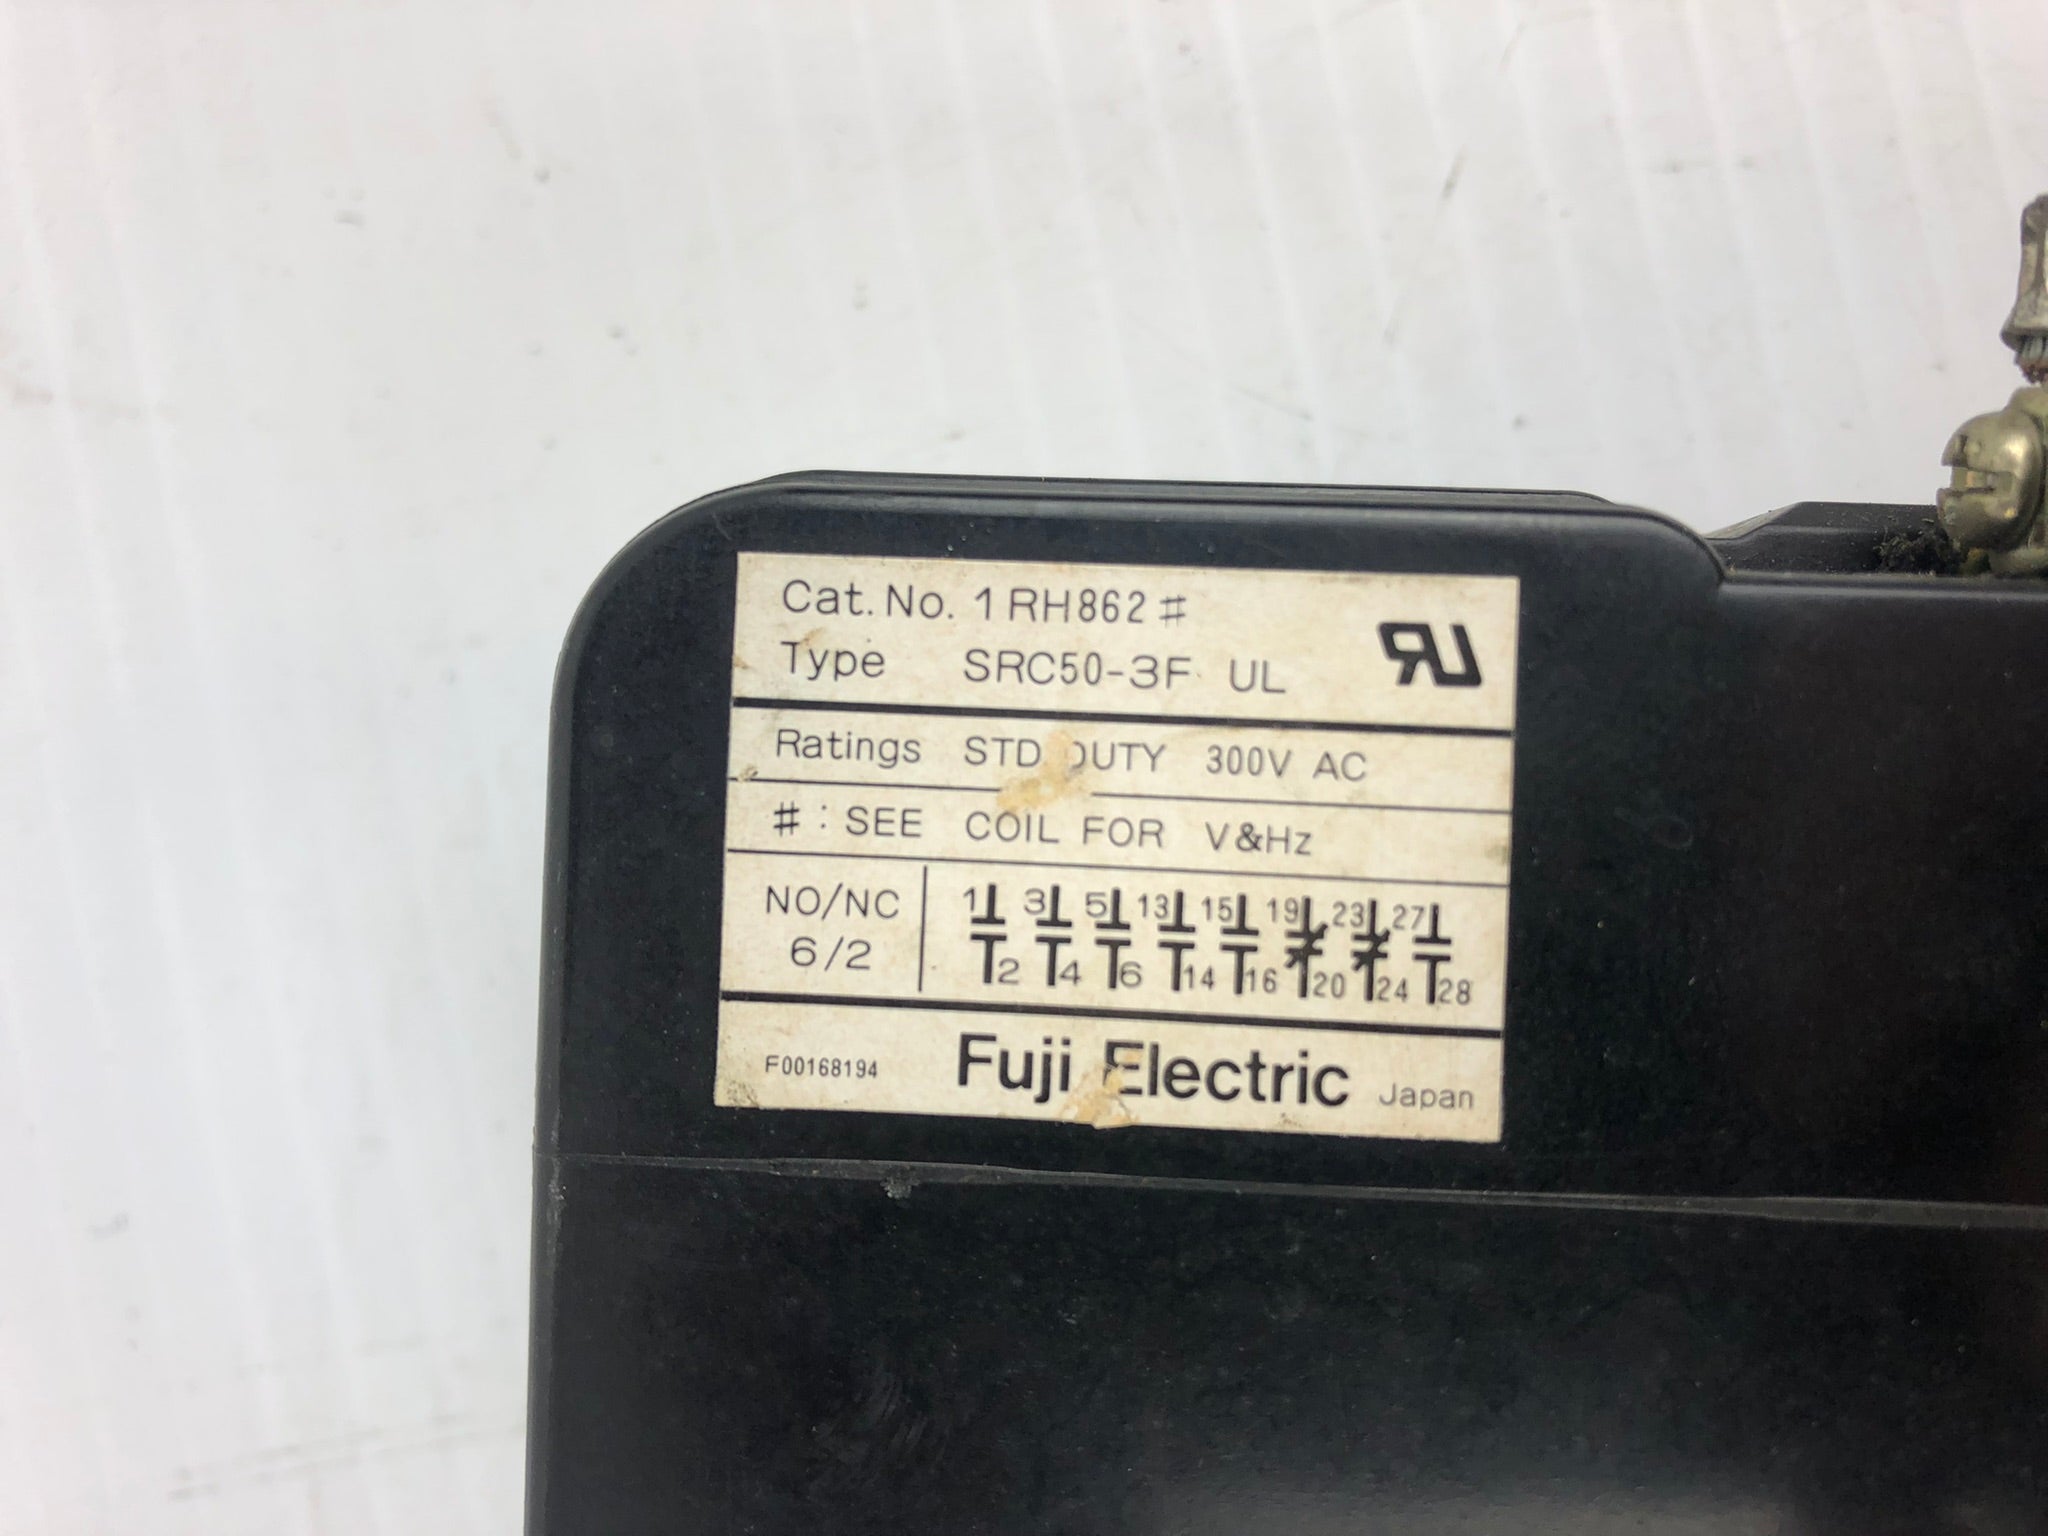 Cat. No. 1RH862#
Type SRC50-3F UL
Ratings STD DUTY 300V AC
#: SEE COIL FOR V&Hz
NO/NC
6/2
1 3 5 13 15 19 23 27
2 4 6 14 16 20 24 28
F00168194 Fuji Electric Japan